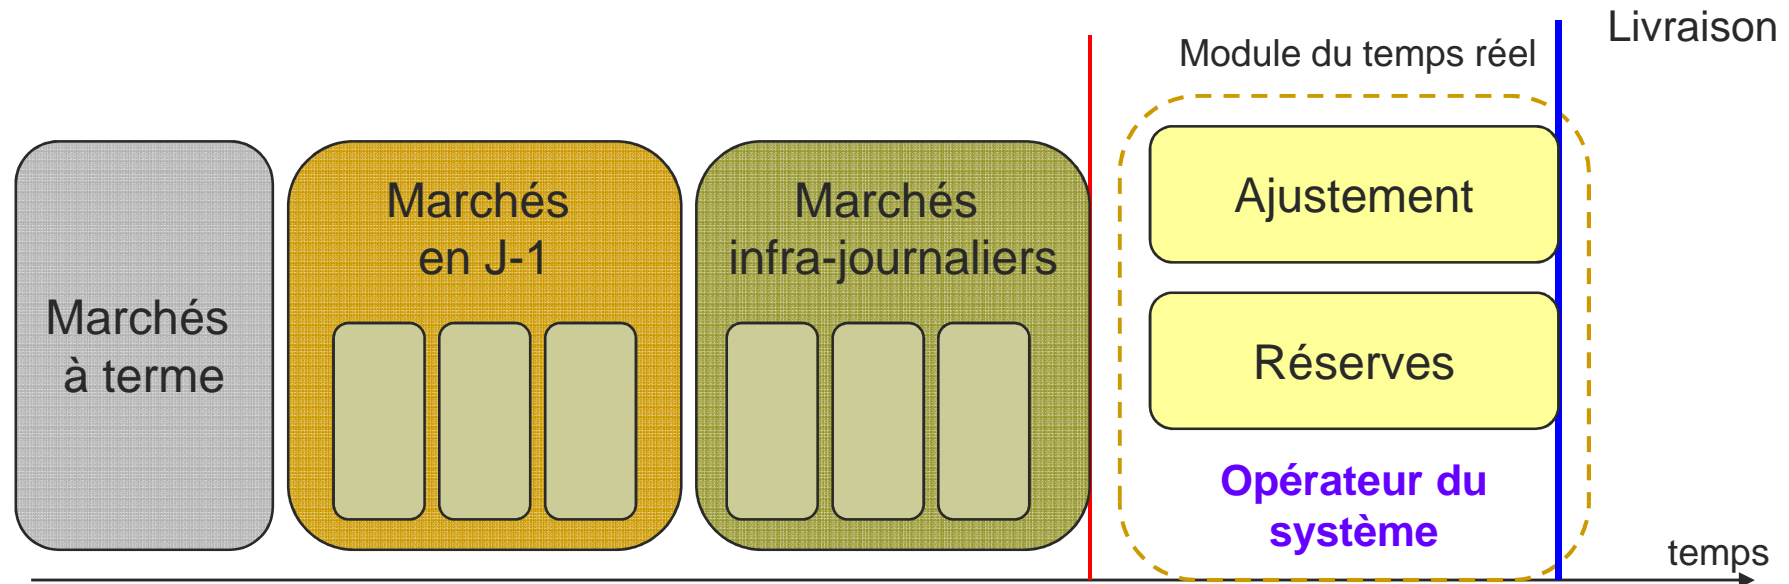 Marchés
à terme
Marchés
en J-1
Marchés
infra-journaliers
Module du temps réel
Ajustement
Réserves
Opérateur du
système
Livraison
temps